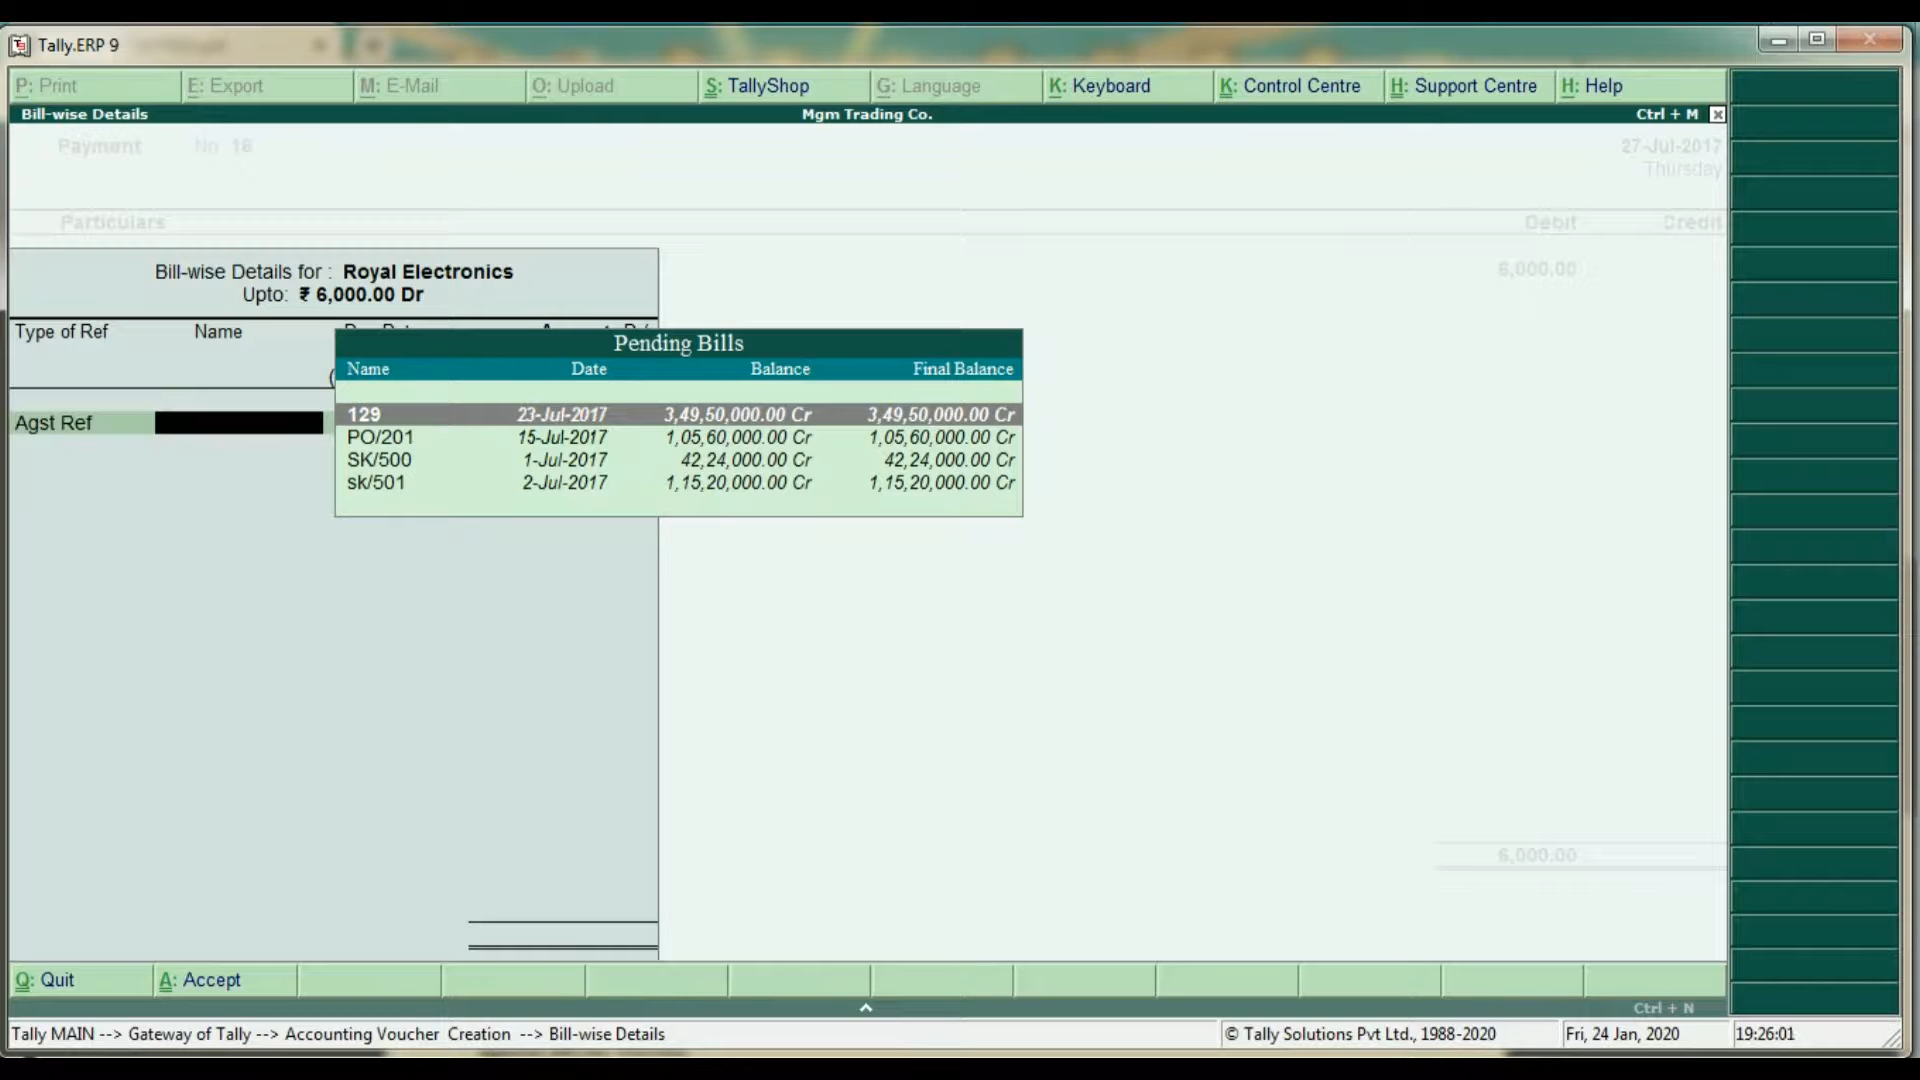 Tally.ERP 9
P: Print E: Export M: E-Mail O: Upload S: TallyShop G: Language K: Keyboard K: Control Centre H: Support Centre H: Help
Bill-wise Details Mgm Trading Co. Ctrl + M
Payment No 18 27-Jul-2017
Thursday
Particulars Debit Credit
6,000.00
Bill-wise Details for : Royal Electronics
Upto: ₹ 6,000.00 Dr
Type of Ref Name
Pending Bills
Name Date Balance Final Balance
129 23-Jul-2017 3,49,50,000.00 Cr 3,49,50,000.00 Cr
Agst Ref
PO/201 15-Jul-2017 1,05,60,000.00 Cr 1,05,60,000.00 Cr
SK/500 1-Jul-2017 42,24,000.00 Cr 42,24,000.00 Cr
sk/501 2-Jul-2017 1,15,20,000.00 Cr 1,15,20,000.00 Cr
6,000.00
Q: Quit A: Accept
Ctrl + N
Tally MAIN --> Gateway of Tally --> Accounting Voucher Creation --> Bill-wise Details © Tally Solutions Pvt Ltd., 1988-2020 Fri, 24 Jan, 2020 19:26:01